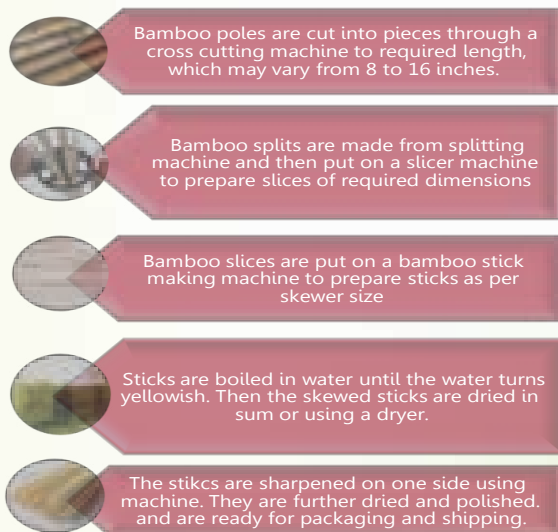 Bamboo poles are cut into pieces through a
cross cutting machine to required length,
which may vary from 8 to 16 inches.
Bamboo splits are made from splitting
machine and then put on a slicer machine
to prepare slices of required dimensions
Bamboo slices are put on a bamboo stick
making machine to prepare sticks as per
skewer size
Sticks are boiled in water until the water turns
yellowish. Then the skewed sticks are dried in
sum or using a dryer.
The stikcs are sharpened on one side using
machine. They are further dried and polished.
and are ready for packaging and shipping.